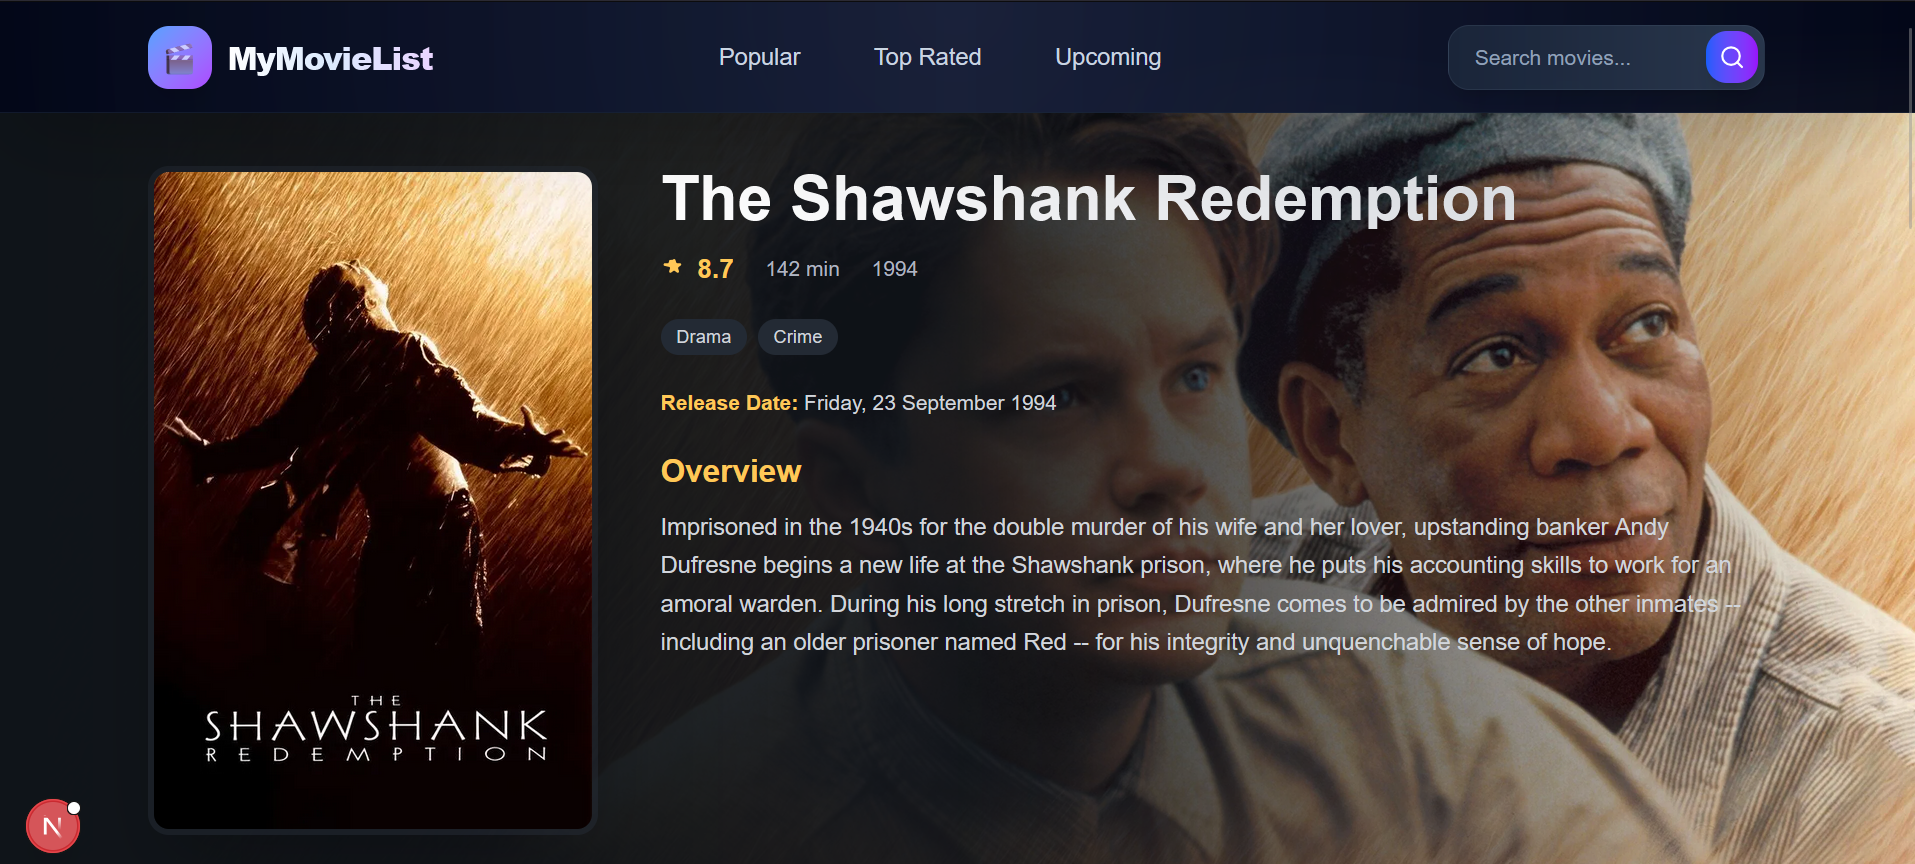 MyMovieList
Popular
Top Rated
Upcoming
Search movies...
The Shawshank Redemption
8.7
142 min
1994
Drama
Crime
Release Date: Friday, 23 September 1994
Overview
Imprisoned in the 1940s for the double murder of his wife and her lover, upstanding banker Andy
Dufresne begins a new life at the Shawshank prison, where he puts his accounting skills to work for an
amoral warden. During his long stretch in prison, Dufresne comes to be admired by the other inmates --
including an older prisoner named Red -- for his integrity and unquenchable sense of hope.
THE
SHAWSHANK
REDEMPTION
N